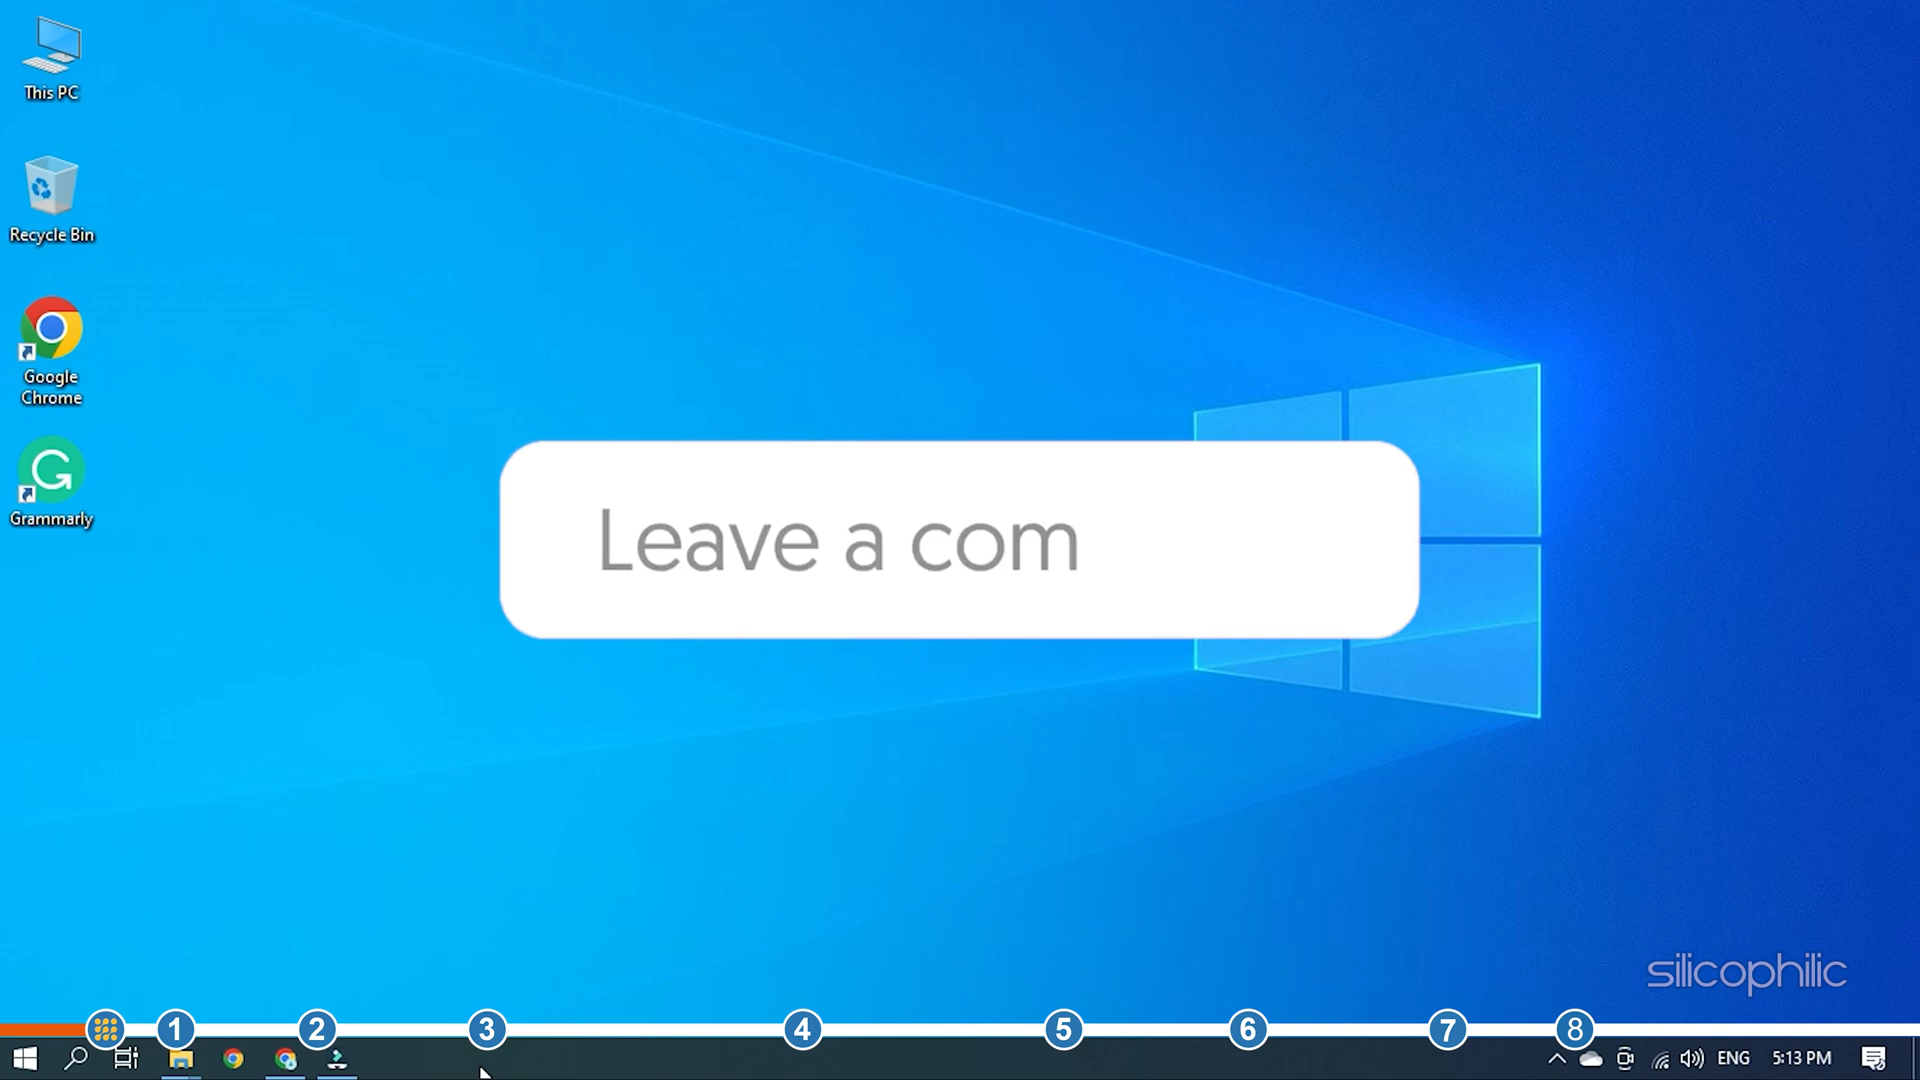 This PC
Recycle Bin
Google
Chrome
Grammarly
Leave a com
silicophilic
1 2 3 4 5 6 7 8
ENG 5:13 PM